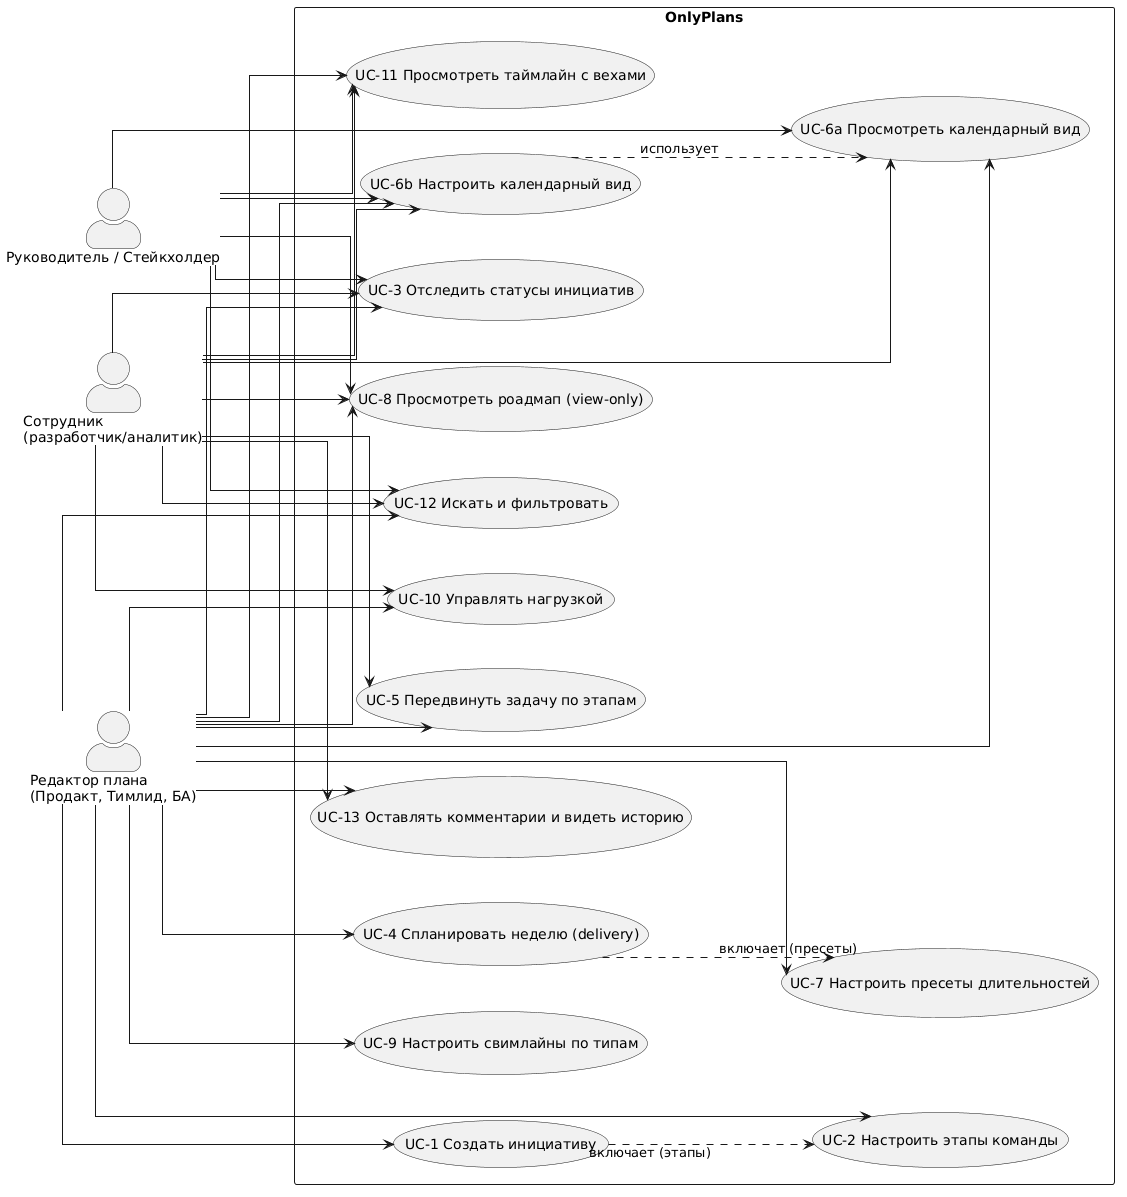 OnlyPlans
UC-11 Просмотреть таймлайн с вехами
UC-6a Просмотреть календарный вид
использует
UC-6b Настроить календарный вид
Руководитель / Стейкхолдер
UC-3 Отследить статусы инициатив
UC-8 Просмотреть роадмап (view-only)
Сотрудник
(разработчик/аналитик)
UC-12 Искать и фильтровать
UC-10 Управлять нагрузкой
UC-5 Передвинуть задачу по этапам
Редактор плана
(Продакт, Тимлид, БА)
UC-13 Оставлять комментарии и видеть историю
UC-4 Спланировать неделю (delivery)
включает (пресеты)
UC-7 Настроить пресеты длительностей
UC-9 Настроить свимлайны по типам
UC-1 Создать инициативу
включает (этапы)
UC-2 Настроить этапы команды